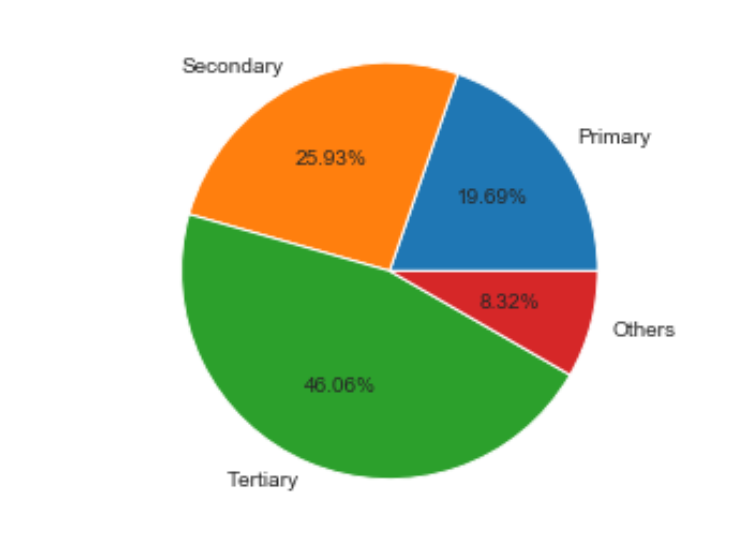 Secondary
Primary
25.93%
19.69%
8.32%
Others
46.06%
Tertiary